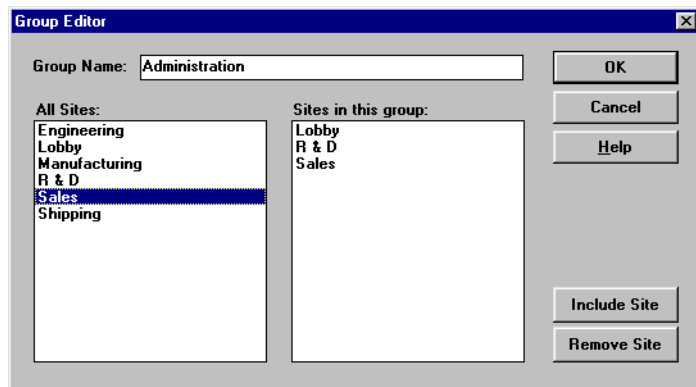 Group Editor
Group Name: Administration
OK
All Sites:
Sites in this group:
Cancel
Engineering
Lobby
Manufacturing
R & D
Sales
Shipping
Lobby
R & D
Sales
Help
Include Site
Remove Site